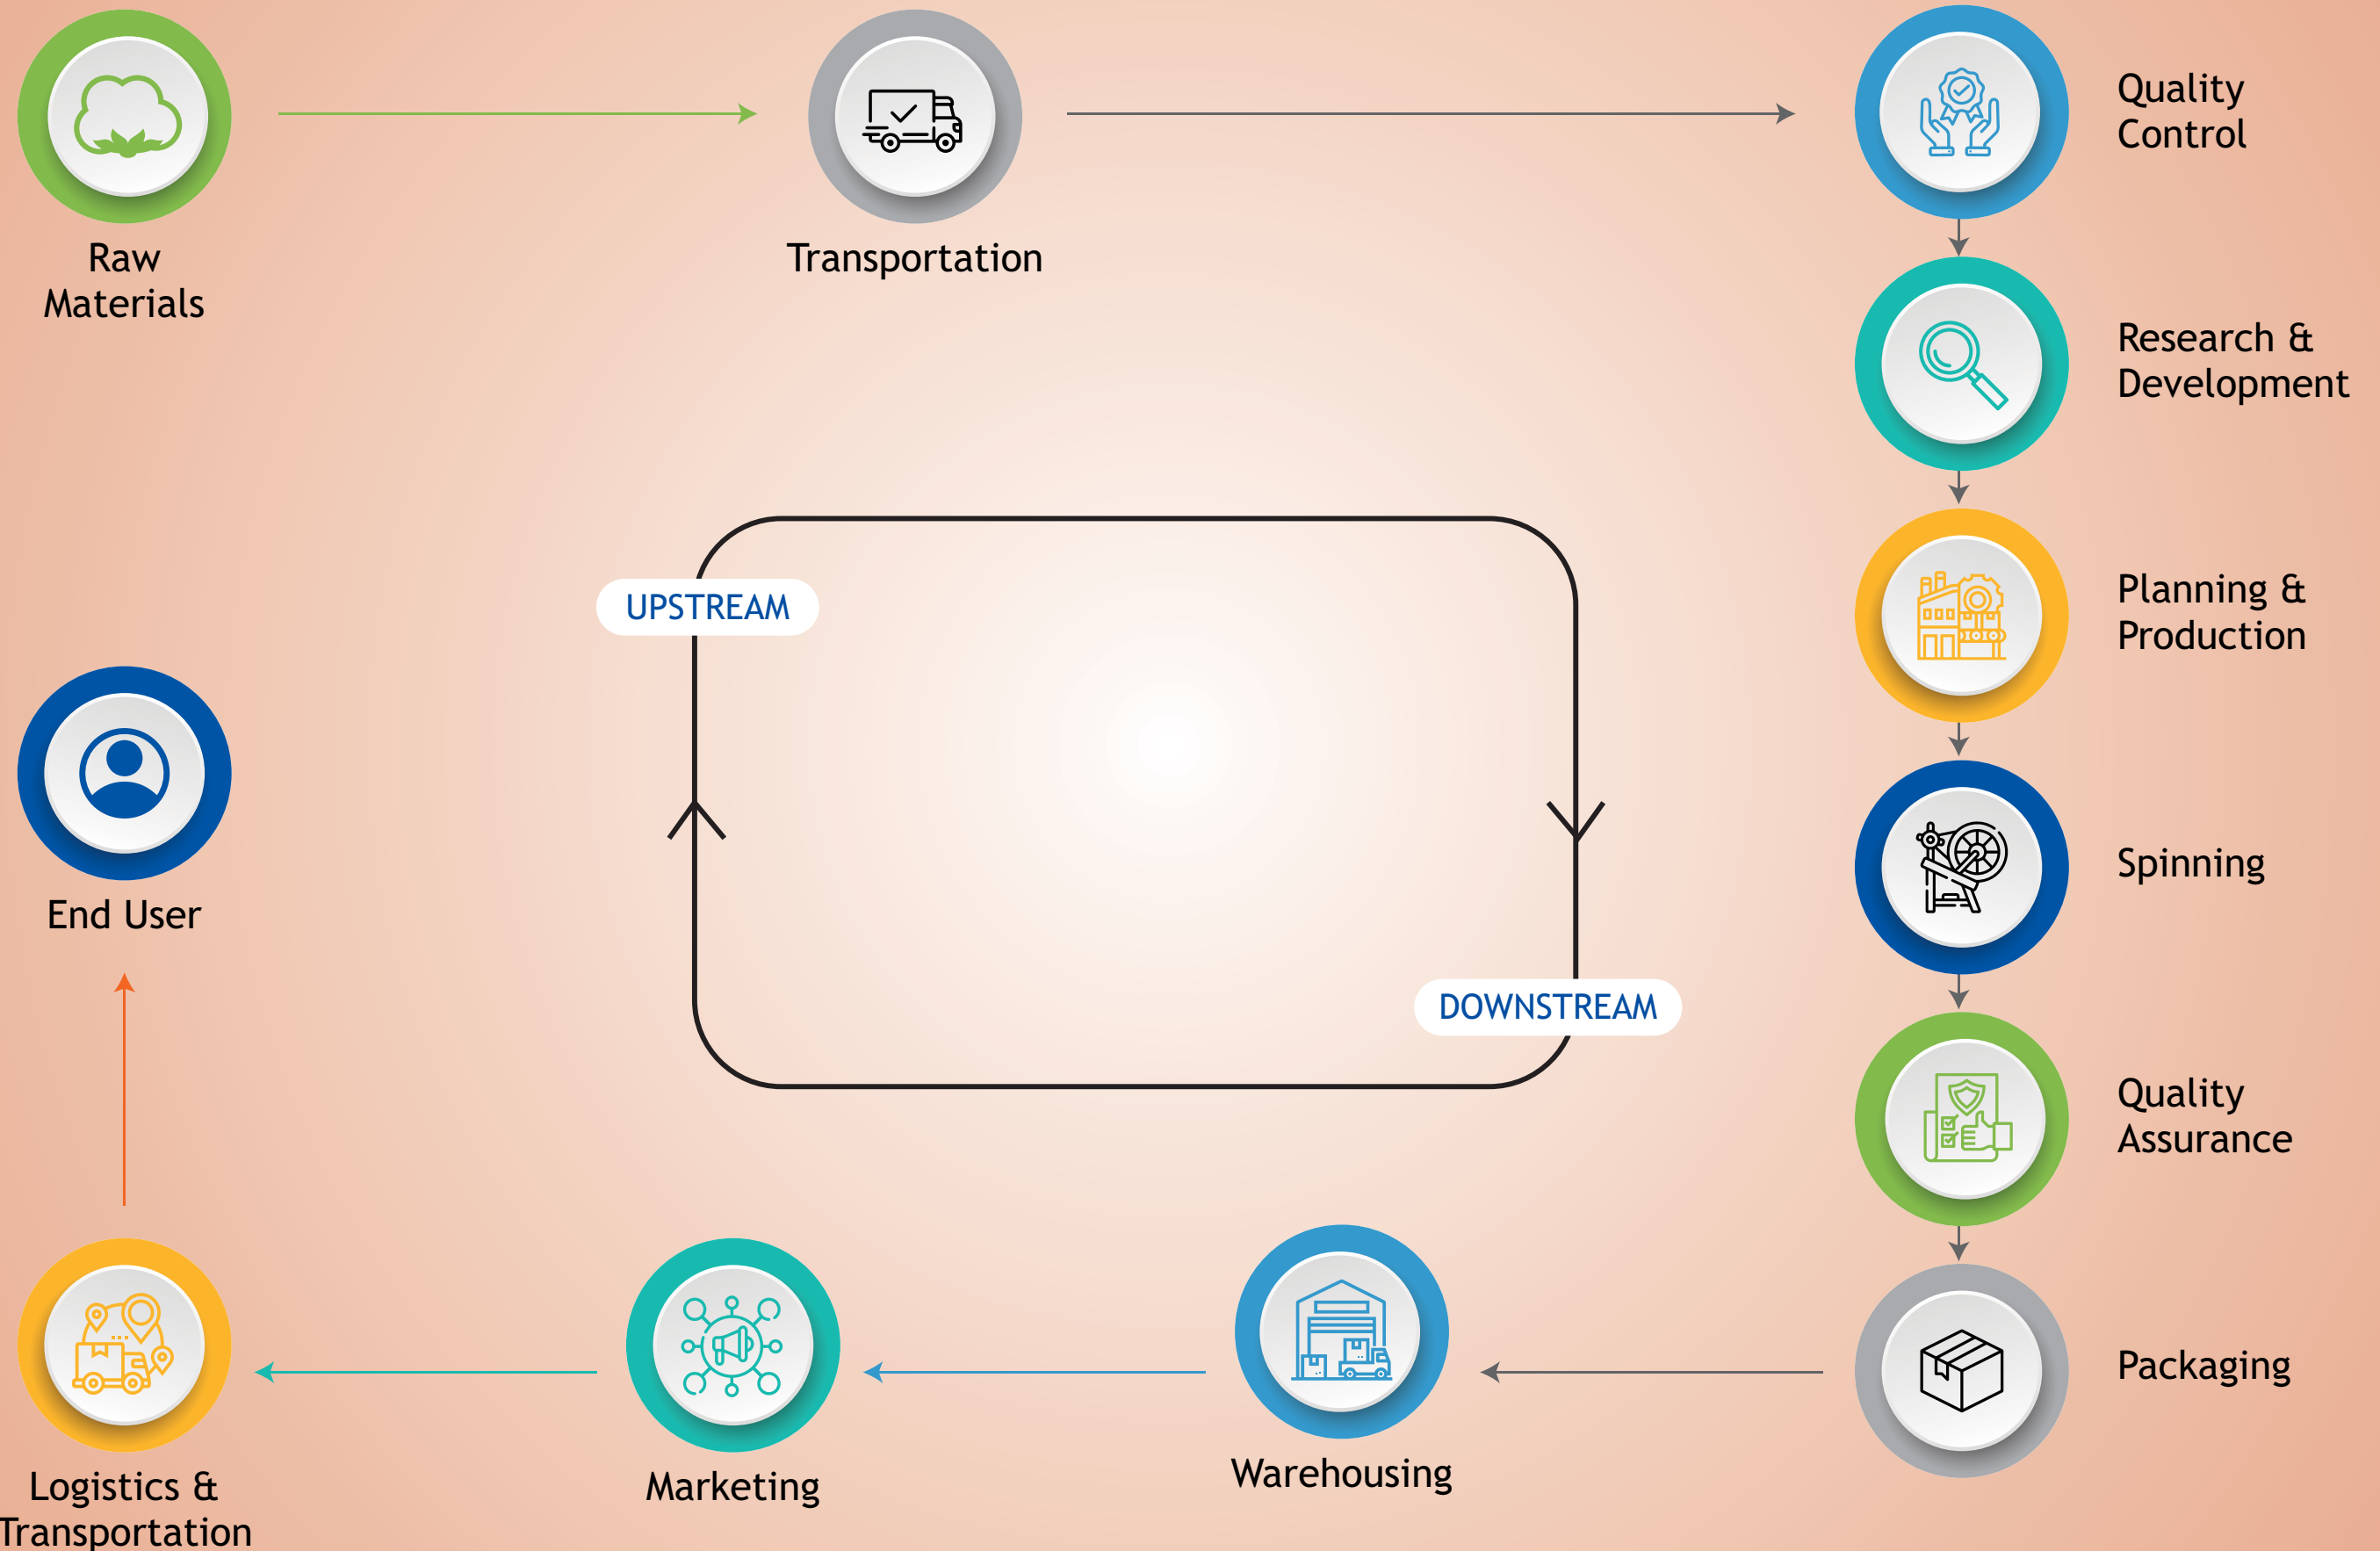 Raw
Materials
Transportation
Quality
Control
Research &
Development
Planning &
Production
Spinning
Quality
Assurance
Packaging
Warehousing
Marketing
Logistics &
Transportation
End User
UPSTREAM
DOWNSTREAM